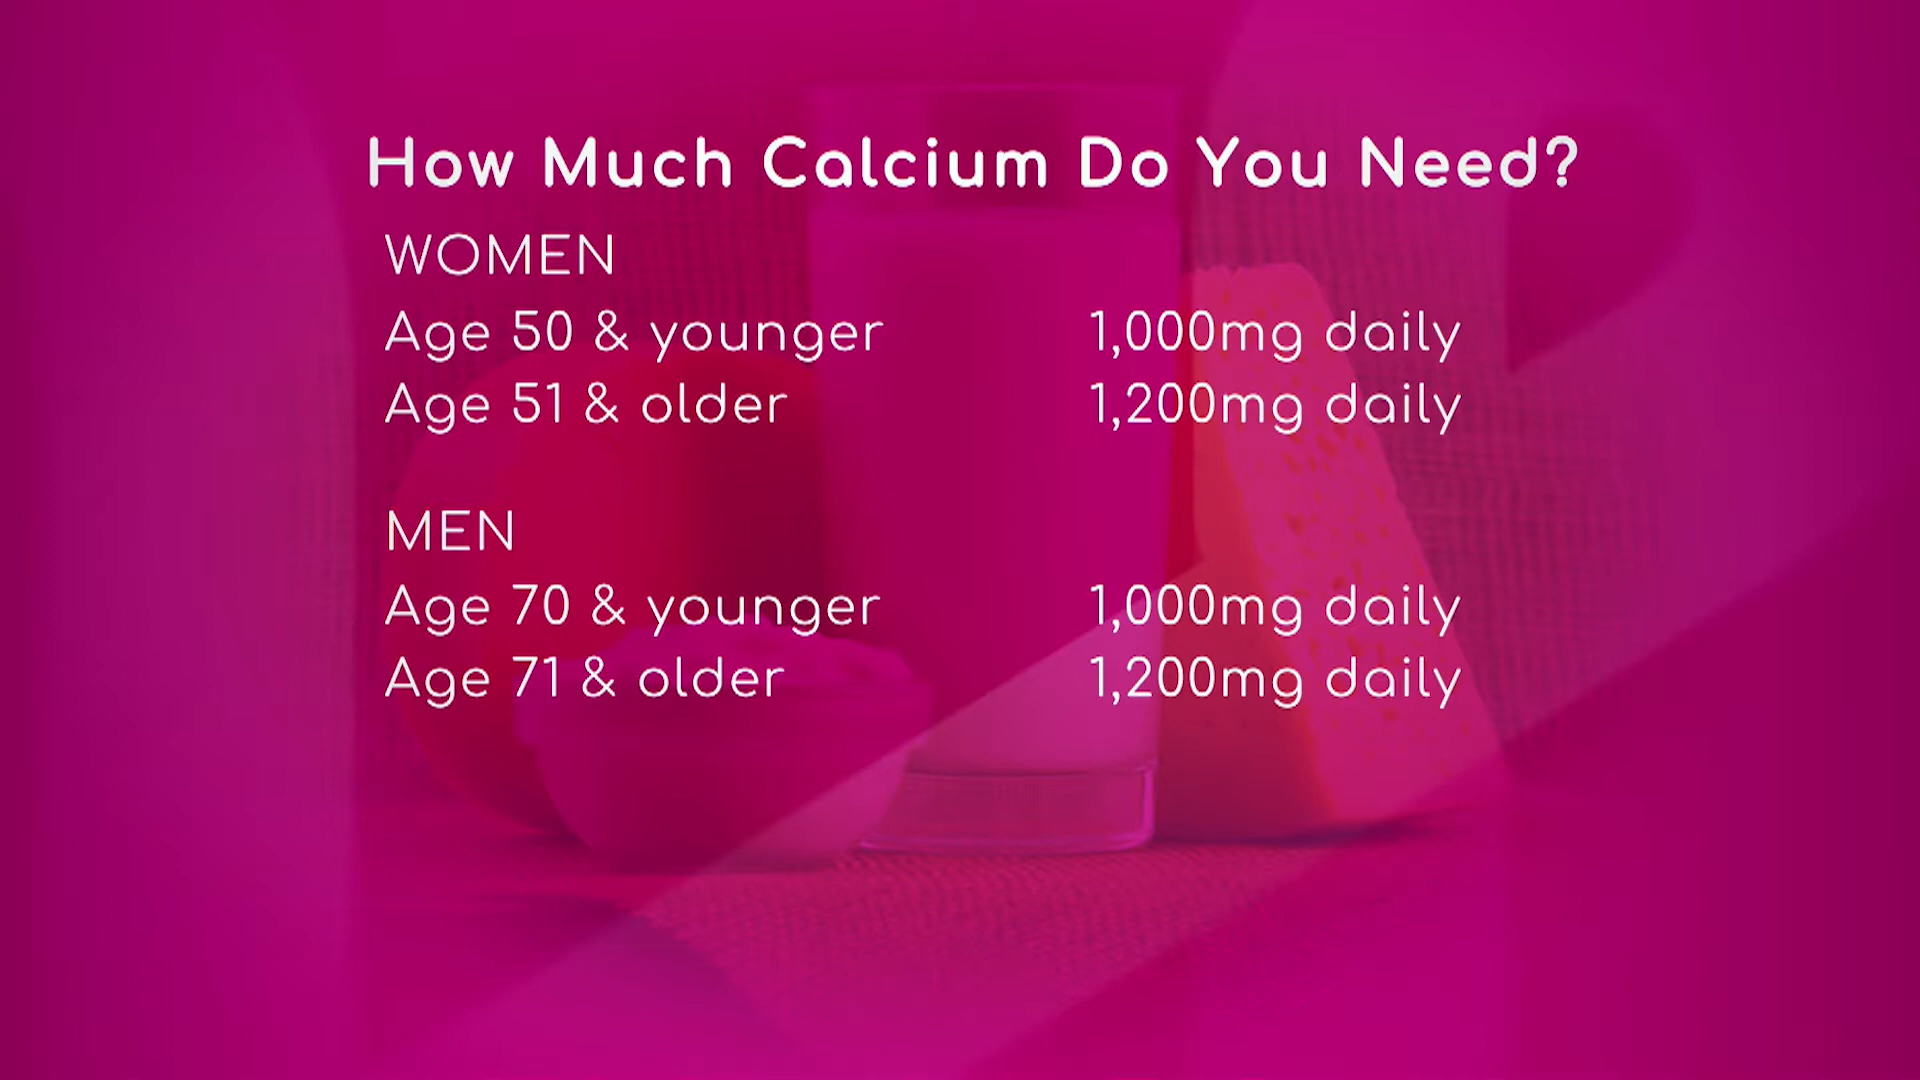 How Much Calcium Do You Need?
WOMEN
Age 50 & younger 1,000mg daily
Age 51 & older 1,200mg daily
MEN
Age 70 & younger 1,000mg daily
Age 71 & older 1,200mg daily